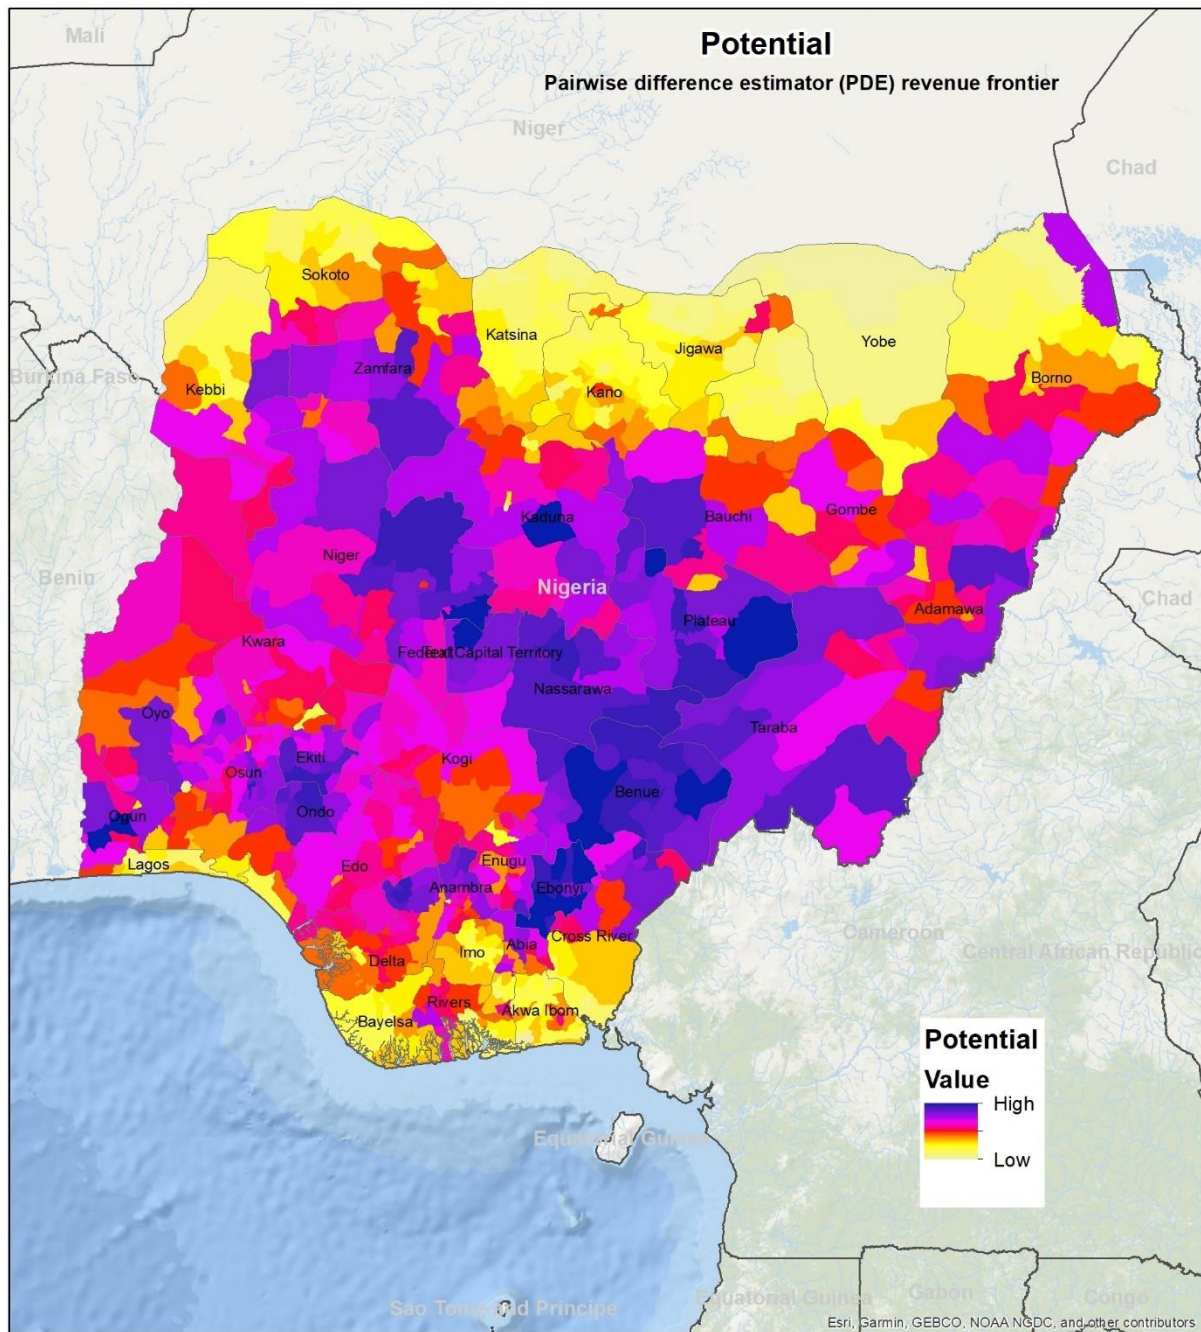 Mali
Potential
Pairwise difference estimator (PDE) revenue frontier
Niger
Chad
Sokoto
Katsina
Jigawa
Yobe
Zamfara
Burkina Faso
Kebbi
Kano
Borno
Kaduna
Bauchi
Gombe
Niger
Benin
Nigeria
Chad
Adamawa
Plateau
Kwara
Federal Capital Territory
Text
Nassarawa
Oyo
Taraba
Ekiti
Kogi
Osun
Benue
Ogun
Ondo
Lagos
Edo
Enugu
Anambra
Ebonyi
Cross River
Cameroon
Abia
Imo
Central African Republic
Delta
Rivers
Akwa Ibom
Bayelsa
Potential
Value
High
Low
Equatorial Guinea
Equatorial Guinea
Gabon
Congo
Sao Tome and Principe
Esri, Garmin, GEBCO, NOAA NGDC, and other contributors